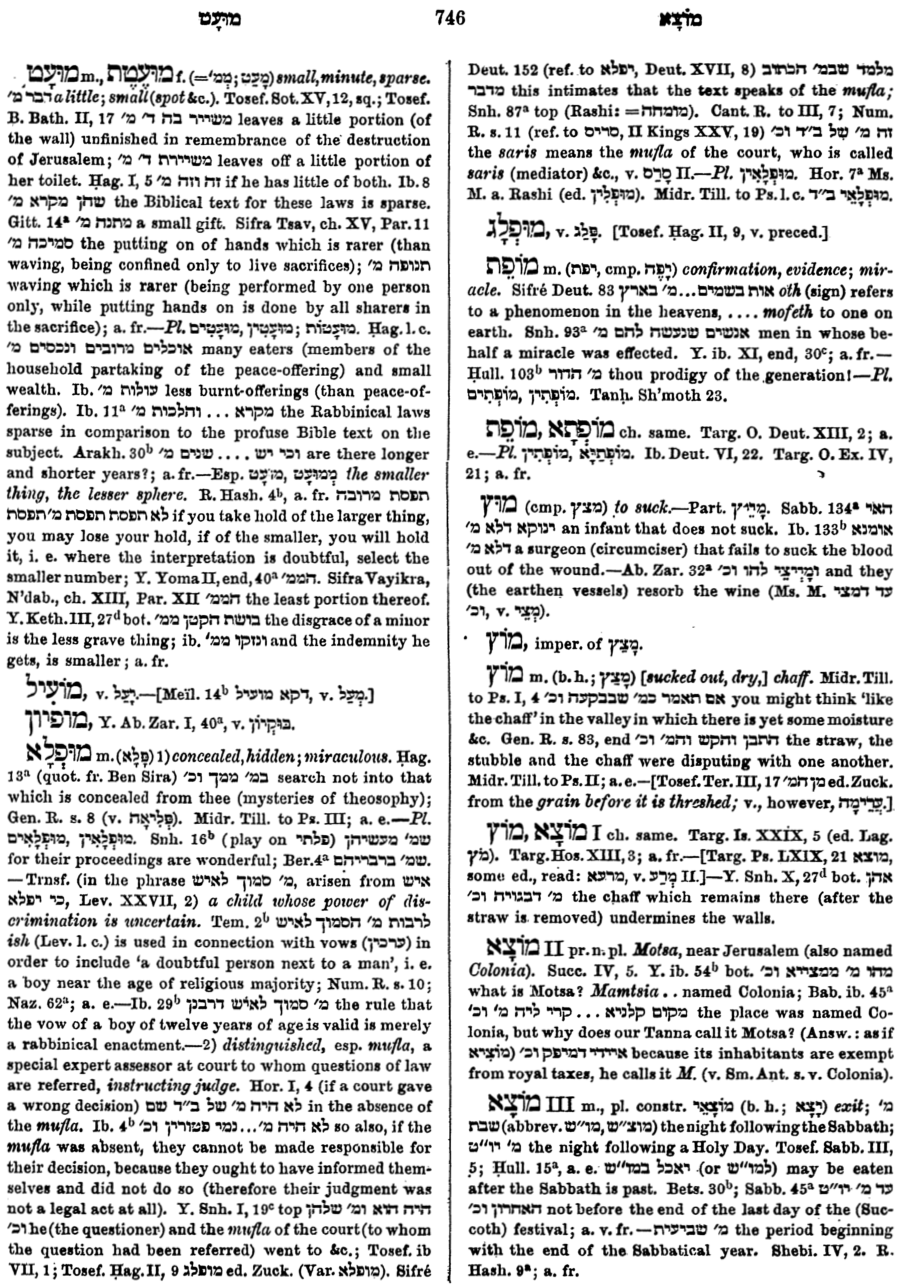 מוּעָט 746 מוֹצָא
מוּעָט m., מוּעֶטֶת f. (=ממ׳; מָעַט) small, minute, sparse.
דבר מ׳ a little; small (spot &c.). Tosef. Sot. XV, 12, sq.; Tosef.
B. Bath. II, 17 משייר בה ד׳ מ׳ leaves a little portion (of
the wall) unfinished in remembrance of the destruction
of Jerusalem; משיירת ד׳ מ׳ leaves off a little portion of
her toilet. Ḥag. I, 5 זה וזה מ׳ if he has little of both. Ib. 8
שהן מקרא מ׳ the Biblical text for these laws is sparse.
Gitt. 14ᵃ מתנה מ׳ a small gift. Sifra Tsav, ch. XV, Par. 11
סמיכה מ׳ the putting on of hands which is rarer (than
waving, being confined only to live sacrifices); תנופה מ׳
waving which is rarer (being performed by one person
only, while putting hands on is done by all sharers in
the sacrifice); a. fr.—Pl. מוּעָטִים, מוּעָטִין; מוּעָטוֹת. Ḥag. l. c.
אוכלים מרובים ונכסים מ׳ many eaters (members of the
household partaking of the peace-offering) and small
wealth. Ib. עולות מ׳ less burnt-offerings (than peace-of-
ferings). Ib. 11ᵃ מקרא ... והלכות מ׳ the Rabbinical laws
sparse in comparison to the profuse Bible text on the
subject. Arakh. 30ᵇ וכי יש .... שנים מ׳ are there longer
and shorter years?; a. fr.—Esp. מְמוּעָט, מוּעָט the smaller
thing, the lesser sphere. R. Hash. 4ᵇ, a. fr. תפסת מרובה
לא תפסת תפסת מ׳ תפסת if you take hold of the larger thing,
you may lose your hold, if of the smaller, you will hold
it, i. e. where the interpretation is doubtful, select the
smaller number; Y. Yoma II, end, 40ᵃ הממ׳. Sifra Vayikra,
N'dab., ch. XIII, Par. XII הממ׳ the least portion thereof.
Y. Keth. III, 27ᵈ bot. בושת הקטן ממ׳ the disgrace of a minor
is the less grave thing; ib. ונזקו ממ׳ and the indemnity he
gets, is smaller; a. fr.
מוֹעִיל, v. יָעַל.—[Meïl. 14ᵇ דקא מועיל, v. מְעַל.]
מופיון, Y. Ab. Zar. I, 40ᵃ, v. בּוּקְיוֹן.
מוּפְלָא m. (פָּלָא) 1) concealed, hidden; miraculous. Ḥag.
13ᵃ (quot. fr. Ben Sira) במ׳ ממך וכ׳ search not into that
which is concealed from thee (mysteries of theosophy);
Gen. R. s. 8 (v. פְּלִיאָה). Midr. Till. to Ps. III; a. e.—Pl.
מוּפְלָאִים, מוּפְלָאִין. Snh. 16ᵇ (play on פלתי) שמ׳ מעשיהן
for their proceedings are wonderful; Ber. 4ᵃ שמ׳ בדבריהם.
—Trnsf. (in the phrase מ׳ סמוך לאיש, arisen from איש
כי יפלא, Lev. XXVII, 2) a child whose power of dis-
crimination is uncertain. Tem. 2ᵇ לרבות מ׳ הסמוך לאיש
ish (Lev. l. c.) is used in connection with vows (ערכין) in
order to include 'a doubtful person next to a man', i. e.
a boy near the age of religious majority; Num. R. s. 10;
Naz. 62ᵃ; a. e.—Ib. 29ᵇ מ׳ סמוך לאיש דרבנן the rule that
the vow of a boy of twelve years of age is valid is merely
a rabbinical enactment.—2) distinguished, esp. mufla, a
special expert assessor at court to whom questions of law
are referred, instructing judge. Hor. I, 4 (if a court gave
a wrong decision) לא היה מ׳ של ב״ד שם in the absence of
the mufla. Ib. 4ᵇ לא היה מ׳...נמי פטורין וכ׳ so also, if the
mufla was absent, they cannot be made responsible for
their decision, because they ought to have informed them-
selves and did not do so (therefore their judgment was
not a legal act at all). Y. Snh. I, 19ᶜ top היה הוא ומ׳ שלהן
וכ׳ he (the questioner) and the mufla of the court (to whom
the question had been referred) went to &c.; Tosef. ib
VII, 1; Tosef. Ḥag. II, 9 מופלג ed. Zuck. (Var. מופלא). Sifré
Deut. 152 (ref. to יפלא, Deut. XVII, 8) מלמד שבמ׳ הכתוב
מדבר this intimates that the text speaks of the mufla;
Snh. 87ᵃ top (Rashi: =מומחה). Cant. R. to III, 7; Num.
R. s. 11 (ref. to סריס, II Kings XXV, 19) זה מ׳ של ב״ד וכ׳
the saris means the mufla of the court, who is called
saris (mediator) &c., v. סָרֵס II.—Pl. מוּפְלָאִין. Hor. 7ᵃ Ms.
M. a. Rashi (ed. מוּפְלִין). Midr. Till. to Ps. l. c. מוּפְלָאֵי ב״ד.
מוּפְלָג, v. פָּלַג. [Tosef. Ḥag. II, 9, v. preced.]
מוֹפֵת m. (יפת, cmp. יָפֶה) confirmation, evidence; mir-
acle. Sifré Deut. 83 אות בשמים...מ׳ בארץ oth (sign) refers
to a phenomenon in the heavens, .... mofeth to one on
earth. Snh. 93ᵃ אנשים שנעשה להם מ׳ men in whose be-
half a miracle was effected. Y. ib. XI, end, 30ᶜ; a. fr.—
Ḥull. 103ᵇ מ׳ הדור thou prodigy of the generation!—Pl.
מוֹפְתִים, מוֹפְתִין. Tanḥ. Sh'moth 23.
מוֹפֵת, מוֹפְתָא ch. same. Targ. O. Deut. XIII, 2; a.
e.—Pl. מוֹפְתִין, מוֹפְתַיָּא. Ib. Deut. VI, 22. Targ. O. Ex. IV,
21; a. fr.
מוּץ (cmp. מצץ) to suck.—Part. מָיֵיץ. Sabb. 134ᵃ האי
ינוקא דלא מ׳ an infant that does not suck. Ib. 133ᵇ אומנא
דלא מ׳ a surgeon (circumciser) that fails to suck the blood
out of the wound.—Ab. Zar. 32ᵃ וּמָיְיצֵי להו וכ׳ and they
(the earthen vessels) resorb the wine (Ms. M. עד דמצי
וכ׳, v. מְצֵי).
מוֹץ, imper. of מָצַץ.
מוֹץ m. (b. h.; מָצַץ) [sucked out, dry,] chaff. Midr. Till.
to Ps. I, 4 אם תאמר כמ׳ שבבקעה וכ׳ you might think 'like
the chaff' in the valley in which there is yet some moisture
&c. Gen. R. s. 83, end התבן והקש והמ׳ וכ׳ the straw, the
stubble and the chaff were disputing with one another.
Midr. Till. to Ps. II; a. e.—[Tosef. Ter. III, 17 מן המ׳ ed. Zuck.
from the grain before it is threshed; v., however, עֲרֵימָה.]
מוֹץ, מוֹצָא I ch. same. Targ. Is. XXIX, 5 (ed. Lag.
מֹץ). Targ. Hos. XIII, 3; a. fr.—[Targ. Ps. LXIX, 21 מוצא
some ed., read: מרעא, v. מְרַע II.]—Y. Snh. X, 27ᵈ bot. אהן
מ׳ דבגויה וכ׳ the chaff which remains there (after the
straw is removed) undermines the walls.
מוֹצָא II pr. n. pl. Motsa, near Jerusalem (also named
Colonia). Succ. IV, 5. Y. ib. 54ᵇ bot. מהו מ׳ ממצייא וכ׳
what is Motsa? Mamtsia .. named Colonia; Bab. ib. 45ᵃ
מקום קלניא ... קרי ליה מ׳ וכ׳ the place was named Co-
lonia, but why does our Tanna call it Motsa? (Answ.: as if
מוֹצִיא) איידי דמיפק וכ׳ because its inhabitants are exempt
from royal taxes, he calls it M. (v. Sm. Ant. s. v. Colonia).
מוֹצָא III m., pl. constr. מוֹצָאֵי (b. h.; יָצָא) exit; מ׳
שבת (abbrev. מוצ״ש, מו״ש) the night following the Sabbath;
מ׳ יו״ט the night following a Holy Day. Tosef. Sabb. III,
5; Ḥull. 15ᵃ, a. e. יאכל במו״ש (or למו״ש) may be eaten
after the Sabbath is past. Bets. 30ᵇ; Sabb. 45ᵃ עד מ׳ יו״ט
האחרון וכ׳ not before the end of the last day of the (Suc-
coth) festival; a. v. fr.—מ׳ שביעית the period beginning
with the end of the Sabbatical year. Shebi. IV, 2. R.
Hash. 9ᵃ; a. fr.